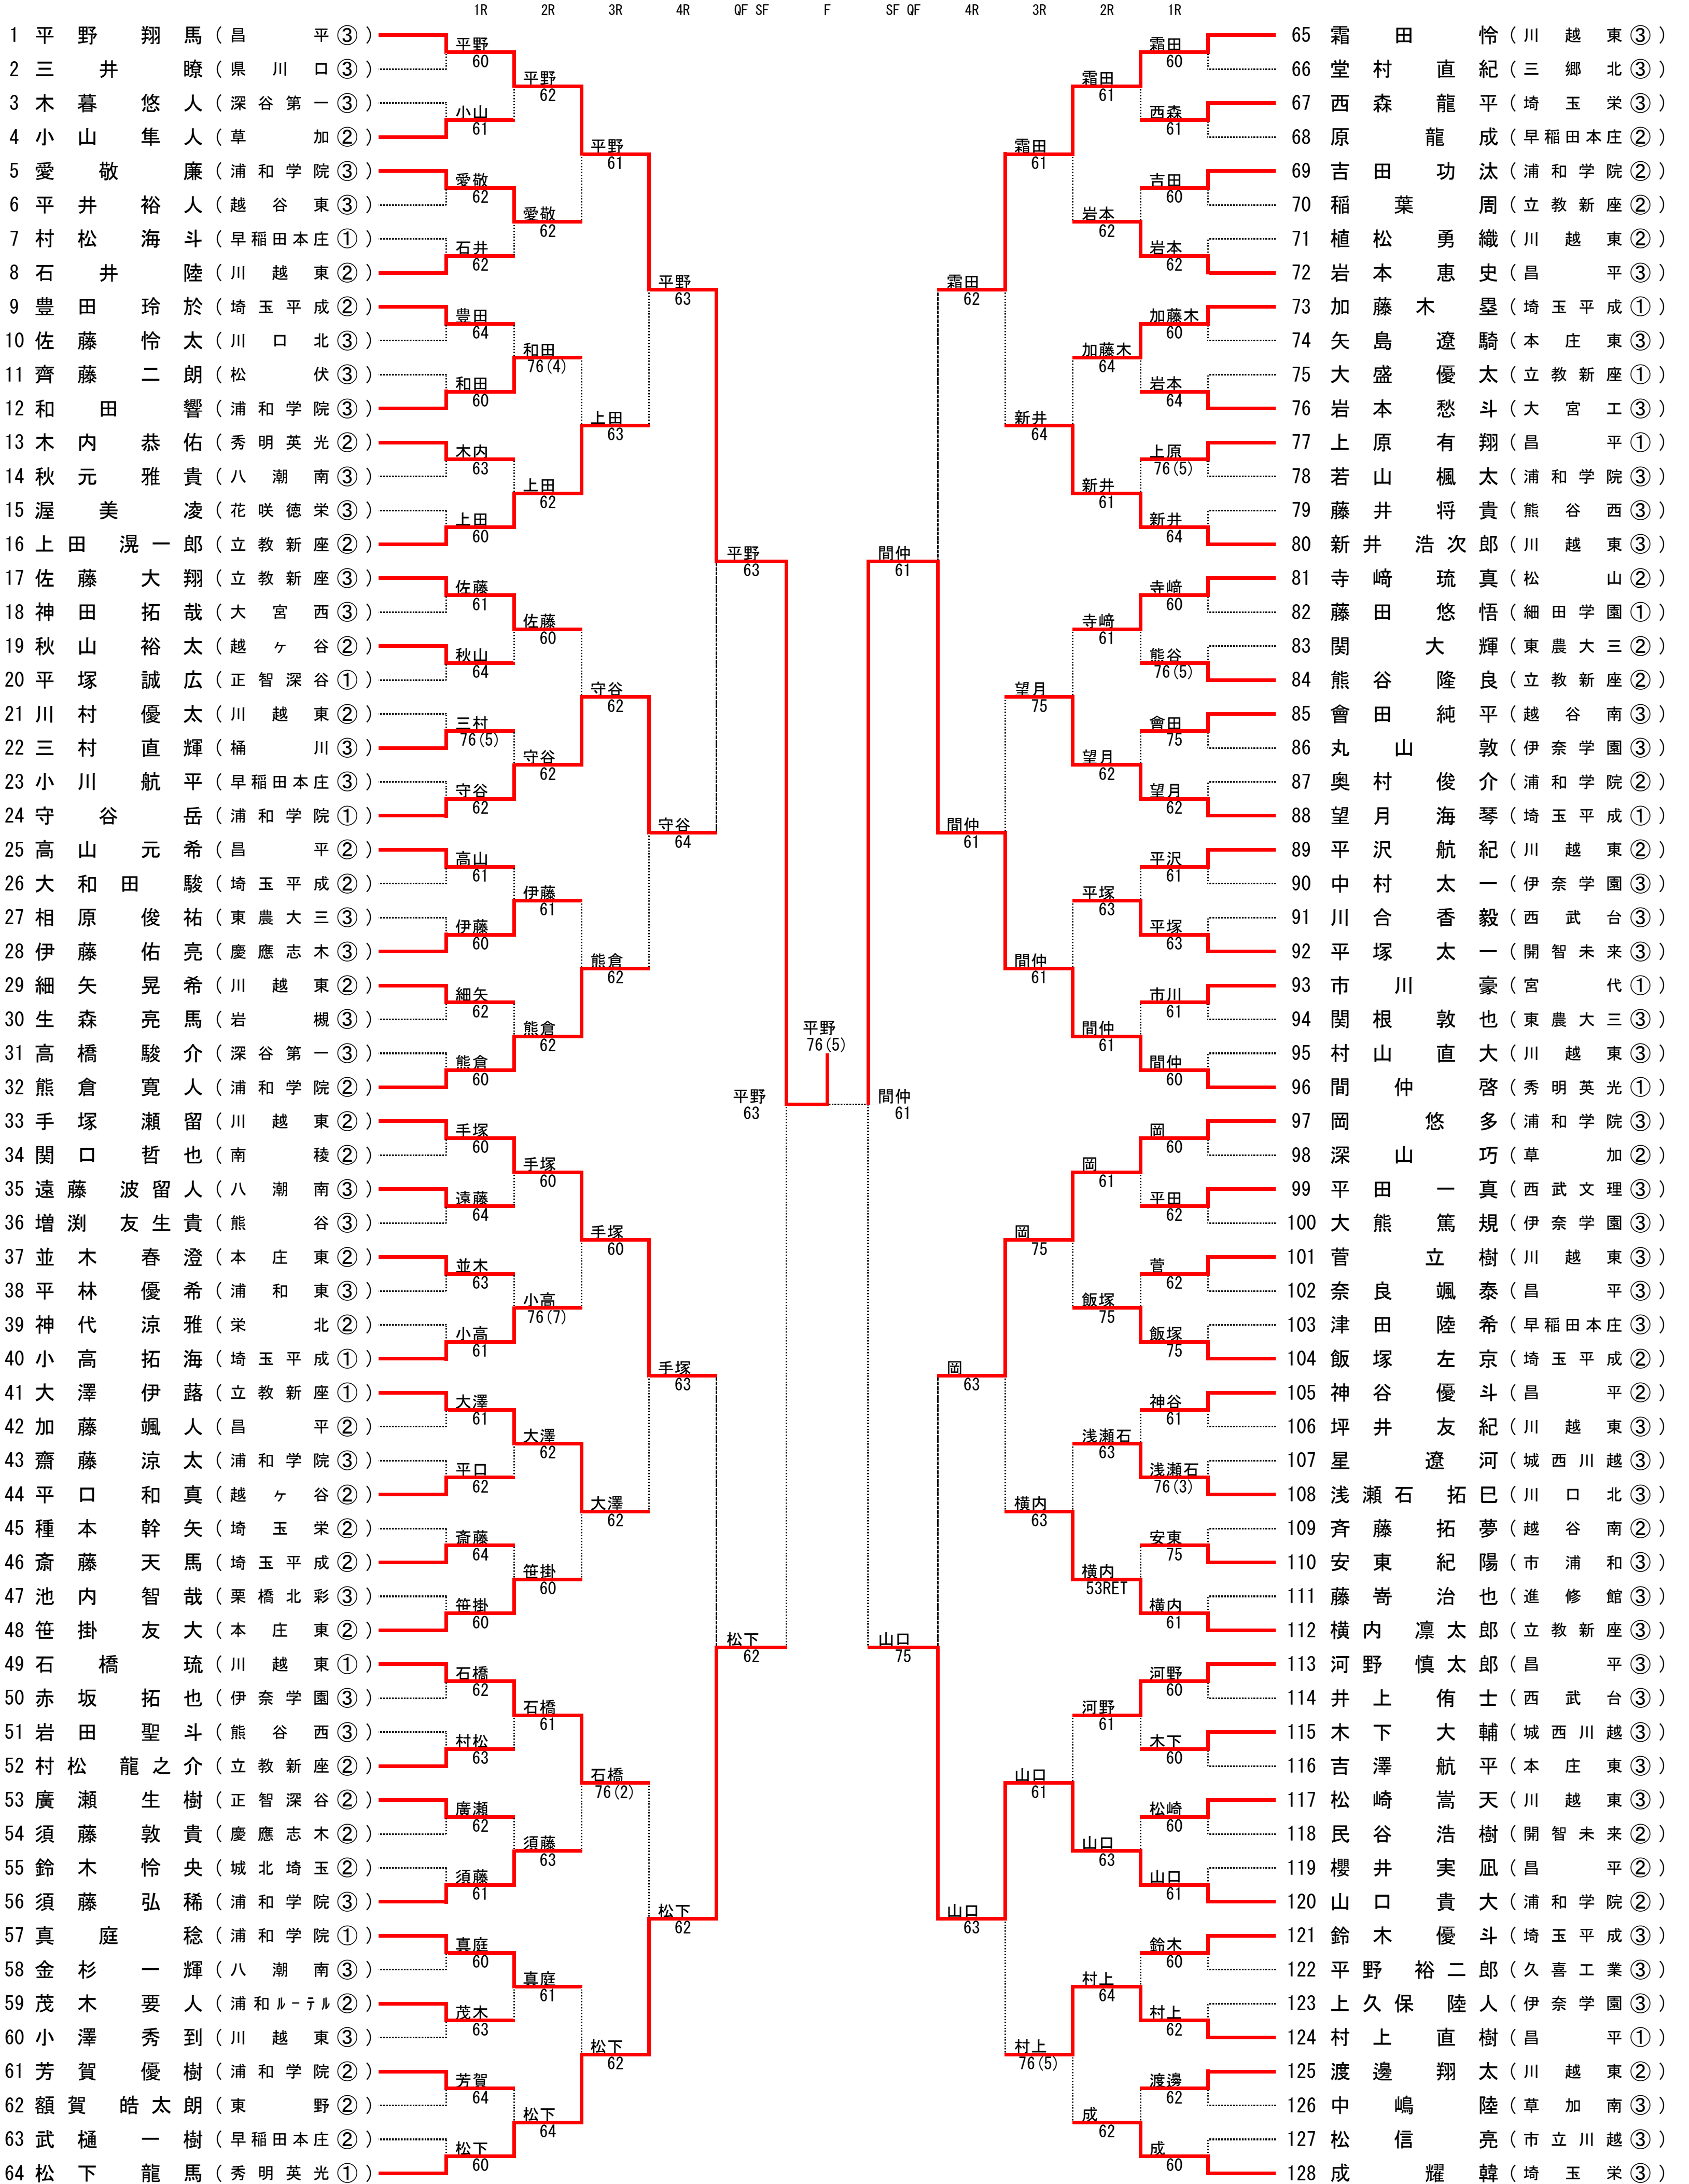 1R 2R 3R 4R QF SF F SF QF 4R 3R 2R 1R
1 平野 翔馬 (昌平③)
2 三井 暸 (県川口③)
3 木暮 悠人 (深谷第一③)
4 小山 隼人 (草加②)
5 愛敬 廉 (浦和学院③)
6 平井 裕人 (越谷東③)
7 村松 海斗 (早稲田本庄①)
8 石井 陸 (川越東②)
9 豊田 玲於 (埼玉平成②)
10 佐藤 怜太 (川口北③)
11 齊藤 二朗 (松伏③)
12 和田 響 (浦和学院③)
13 木内 恭佑 (秀明英光②)
14 秋元 雅貴 (八潮南③)
15 渥美 凌 (花咲徳栄③)
16 上田 滉一郎 (立教新座②)
17 佐藤 大翔 (立教新座③)
18 神田 拓哉 (大宮西③)
19 秋山 裕太 (越ヶ谷②)
20 平塚 誠広 (正智深谷①)
21 川村 優太 (川越東②)
22 三村 直輝 (桶川③)
23 小川 航平 (早稲田本庄③)
24 守谷 岳 (浦和学院①)
25 高山 元希 (昌平②)
26 大和田 駿 (埼玉平成②)
27 相原 俊祐 (東農大三③)
28 伊藤 佑亮 (慶應志木③)
29 細矢 晃希 (川越東②)
30 生森 亮馬 (岩槻③)
31 高橋 駿介 (深谷第一③)
32 熊倉 寛人 (浦和学院②)
33 手塚 瀬留 (川越東②)
34 関口 哲也 (南稜②)
35 遠藤 波留人 (八潮南③)
36 増渕 友生貴 (熊谷③)
37 並木 春澄 (本庄東②)
38 平林 優希 (浦和東③)
39 神代 涼雅 (栄北②)
40 小高 拓海 (埼玉平成①)
41 大澤 伊蕗 (立教新座①)
42 加藤 颯人 (昌平②)
43 齋藤 涼太 (浦和学院③)
44 平口 和真 (越ヶ谷②)
45 種本 幹矢 (埼玉栄②)
46 斎藤 天馬 (埼玉平成②)
47 池内 智哉 (栗橋北彩③)
48 笹掛 友大 (本庄東②)
49 石橋 琉 (川越東①)
50 赤坂 拓也 (伊奈学園③)
51 岩田 聖斗 (熊谷西③)
52 村松 龍之介 (立教新座②)
53 廣瀬 生樹 (正智深谷②)
54 須藤 敦貴 (慶應志木②)
55 鈴木 怜央 (城北埼玉②)
56 須藤 弘稀 (浦和学院③)
57 真庭 稔 (浦和学院①)
58 金杉 一輝 (八潮南③)
59 茂木 要人 (浦和ルーテル②)
60 小澤 秀到 (川越東③)
61 芳賀 優樹 (浦和学院②)
62 額賀 皓太朗 (東野②)
63 武樋 一樹 (早稲田本庄②)
64 松下 龍馬 (秀明英光①)
平野 60
小山 61
愛敬 62
石井 62
豊田 64
和田 60
木内 63
上田 60
佐藤 61
秋山 64
三村 76(5)
守谷 62
高山 61
伊藤 60
細矢 62
熊倉 60
手塚 60
遠藤 64
並木 63
小高 61
大澤 61
平口 62
斎藤 64
笹掛 60
石橋 62
村松 63
廣瀬 62
須藤 61
真庭 60
茂木 63
芳賀 64
松下 60
平野 62
愛敬 62
和田 76(4)
上田 62
佐藤 60
守谷 62
伊藤 61
熊倉 62
手塚 60
小高 76(7)
大澤 62
笹掛 60
石橋 61
須藤 63
真庭 61
松下 64
平野 61
上田 63
守谷 62
熊倉 62
手塚 60
大澤 62
石橋 76(2)
松下 62
平野 63
守谷 64
手塚 63
松下 62
平野 63
松下 62
平野 63
平野 76(5)
間仲 61
間仲 61
山口 75
霜田 62
間仲 61
岡 63
山口 63
霜田 61
新井 64
望月 75
間仲 61
岡 75
横内 63
山口 61
村上 76(5)
霜田 61
岩本 62
加藤木 64
新井 61
寺﨑 61
望月 62
平塚 63
間仲 61
岡 61
飯塚 75
浅瀬石 63
横内 53RET
河野 61
山口 63
村上 64
成 62
霜田 60
西森 61
吉田 60
岩本 62
加藤木 60
岩本 64
上原 76(5)
新井 64
寺﨑 60
熊谷 76(5)
會田 75
望月 62
平沢 61
平塚 63
市川 61
間仲 60
岡 60
平田 62
菅 62
飯塚 75
神谷 61
浅瀬石 76(3)
安東 75
横内 61
河野 60
木下 60
松崎 60
山口 61
鈴木 60
村上 62
渡邊 62
成 60
65 霜田 怜 (川越東③)
66 堂村 直紀 (三郷北③)
67 西森 龍平 (埼玉栄③)
68 原 龍成 (早稲田本庄②)
69 吉田 功汰 (浦和学院②)
70 稲葉 周 (立教新座②)
71 植松 勇織 (川越東②)
72 岩本 恵史 (昌平③)
73 加藤木 塁 (埼玉平成①)
74 矢島 遼騎 (本庄東③)
75 大盛 優太 (立教新座①)
76 岩本 愁斗 (大宮工③)
77 上原 有翔 (昌平①)
78 若山 楓太 (浦和学院③)
79 藤井 将貴 (熊谷西③)
80 新井 浩次郎 (川越東③)
81 寺﨑 琉真 (松山②)
82 藤田 悠悟 (細田学園①)
83 関 大輝 (東農大三②)
84 熊谷 隆良 (立教新座②)
85 會田 純平 (越谷南③)
86 丸山 敦 (伊奈学園③)
87 奥村 俊介 (浦和学院②)
88 望月 海琴 (埼玉平成①)
89 平沢 航紀 (川越東②)
90 中村 太一 (伊奈学園③)
91 川合 香毅 (西武台③)
92 平塚 太一 (開智未来③)
93 市川 豪 (宮代①)
94 関根 敦也 (東農大三③)
95 村山 直大 (川越東③)
96 間仲 啓 (秀明英光①)
97 岡 悠多 (浦和学院③)
98 深山 巧 (草加②)
99 平田 一真 (西武文理③)
100 大熊 篤規 (伊奈学園③)
101 菅 立樹 (川越東③)
102 奈良 颯泰 (昌平③)
103 津田 陸希 (早稲田本庄③)
104 飯塚 左京 (埼玉平成②)
105 神谷 優斗 (昌平②)
106 坪井 友紀 (川越東③)
107 星 遼河 (城西川越③)
108 浅瀬石 拓巳 (川口北③)
109 斉藤 拓夢 (越谷南②)
110 安東 紀陽 (市浦和③)
111 藤嵜 治也 (進修館③)
112 横内 凛太郎 (立教新座③)
113 河野 慎太郎 (昌平③)
114 井上 侑士 (西武台③)
115 木下 大輔 (城西川越③)
116 吉澤 航平 (本庄東③)
117 松崎 嵩天 (川越東③)
118 民谷 浩樹 (開智未来②)
119 櫻井 実凪 (昌平②)
120 山口 貴大 (浦和学院②)
121 鈴木 優斗 (埼玉平成③)
122 平野 裕二郎 (久喜工業③)
123 上久保 陸人 (伊奈学園③)
124 村上 直樹 (昌平①)
125 渡邊 翔太 (川越東②)
126 中嶋 陸 (草加南③)
127 松信 亮 (市立川越③)
128 成 耀韓 (埼玉栄③)